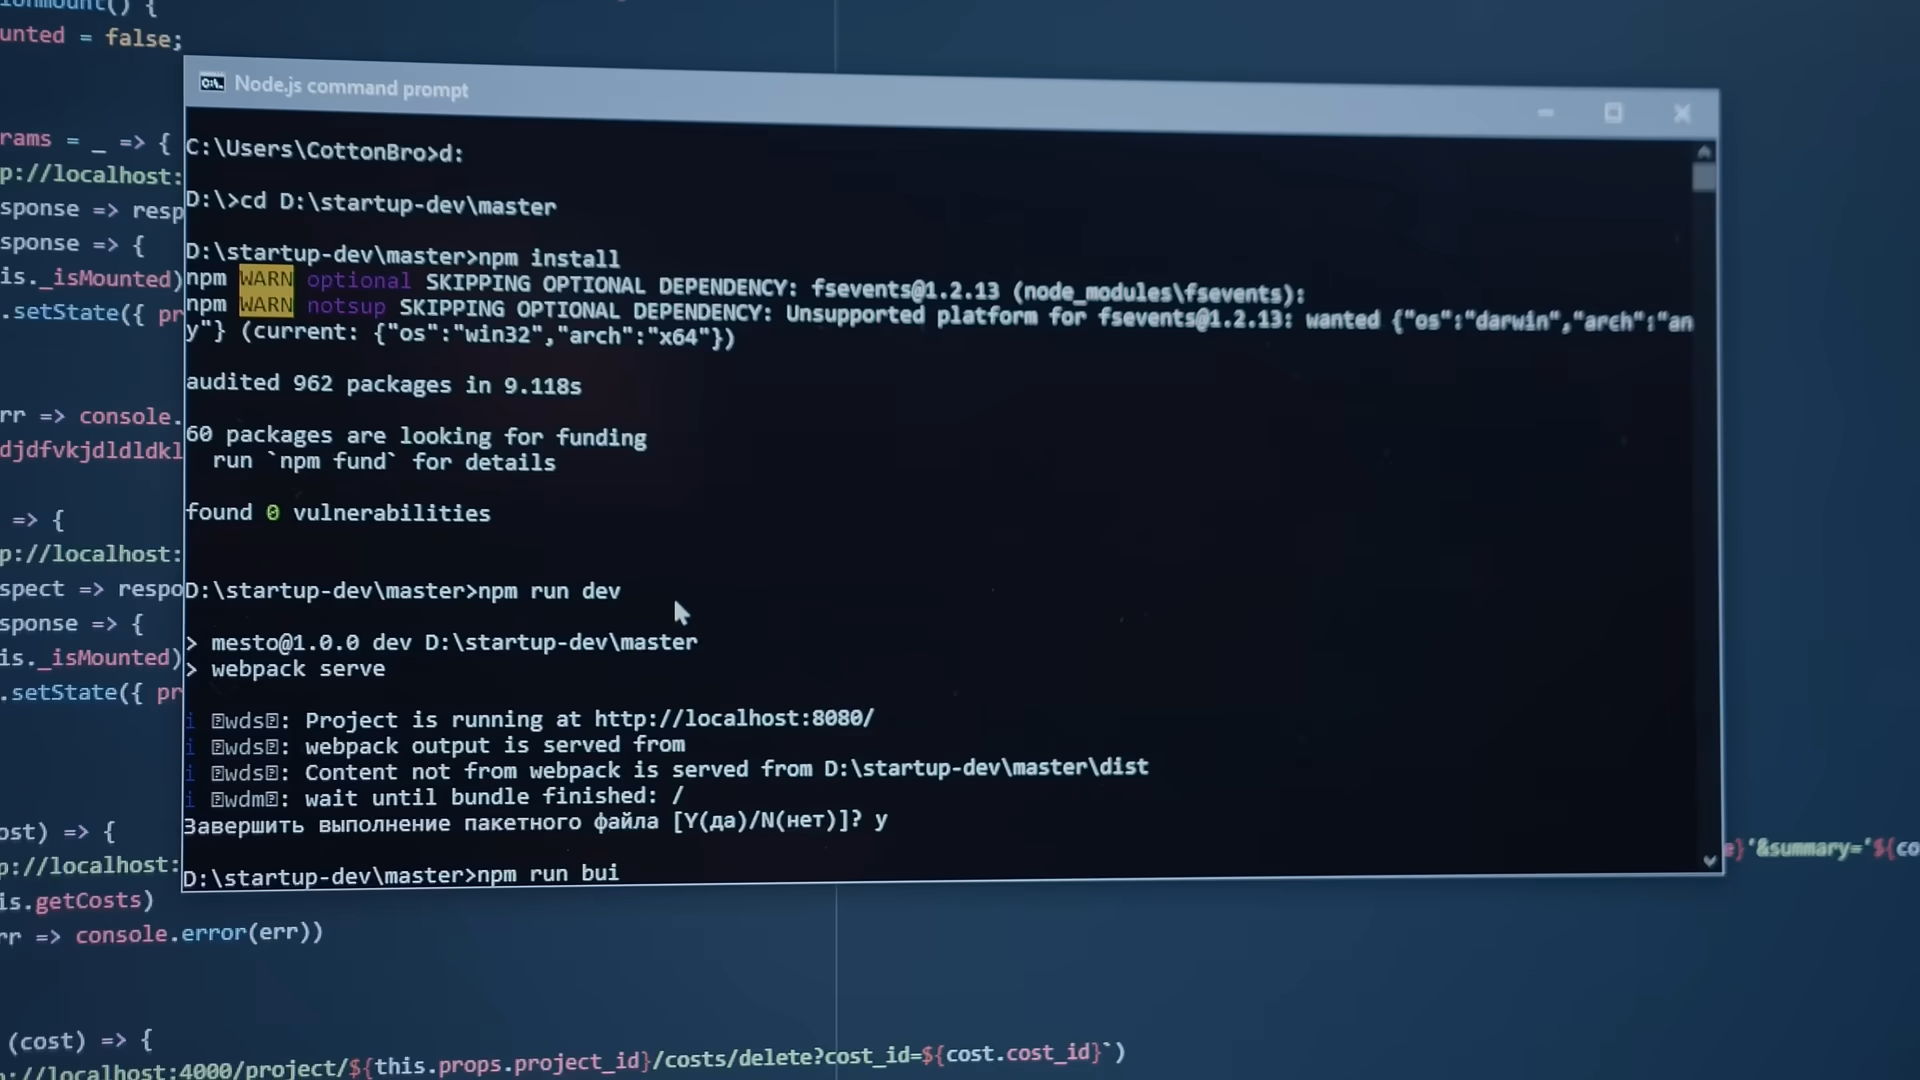 onmount() {
unted = false;
rams = _ => {
p://localhost:
sponse => resp
sponse => {
is._isMounted)
.setState({ pr
rr => console.
djdfvkjdldldkl
=> {
p://localhost:
spect => respo
sponse => {
is._isMounted)
.setState({ pr
ost) => {
p://localhost:
is.getCosts)
rr => console.error(err))
(cost) => {
://localhost:4000/project/${this.props.project_id}/costs/delete?cost_id=${cost.cost_id}`)
Node.js command prompt
C:\Users\CottonBro>d:
D:\>cd D:\startup-dev\master
D:\startup-dev\master>npm install
npm WARN optional SKIPPING OPTIONAL DEPENDENCY: fsevents@1.2.13 (node_modules\fsevents):
npm WARN notsup SKIPPING OPTIONAL DEPENDENCY: Unsupported platform for fsevents@1.2.13: wanted {"os":"darwin","arch":"an
y"} (current: {"os":"win32","arch":"x64"})
audited 962 packages in 9.118s
60 packages are looking for funding
run `npm fund` for details
found 0 vulnerabilities
D:\startup-dev\master>npm run dev
> mesto@1.0.0 dev D:\startup-dev\master
> webpack serve
i ⍰wds⍰: Project is running at http://localhost:8080/
i ⍰wds⍰: webpack output is served from
i ⍰wds⍰: Content not from webpack is served from D:\startup-dev\master\dist
i ⍰wdm⍰: wait until bundle finished: /
Завершить выполнение пакетного файла [Y(да)/N(нет)]? y
D:\startup-dev\master>npm run bui
e}'&summary='${co